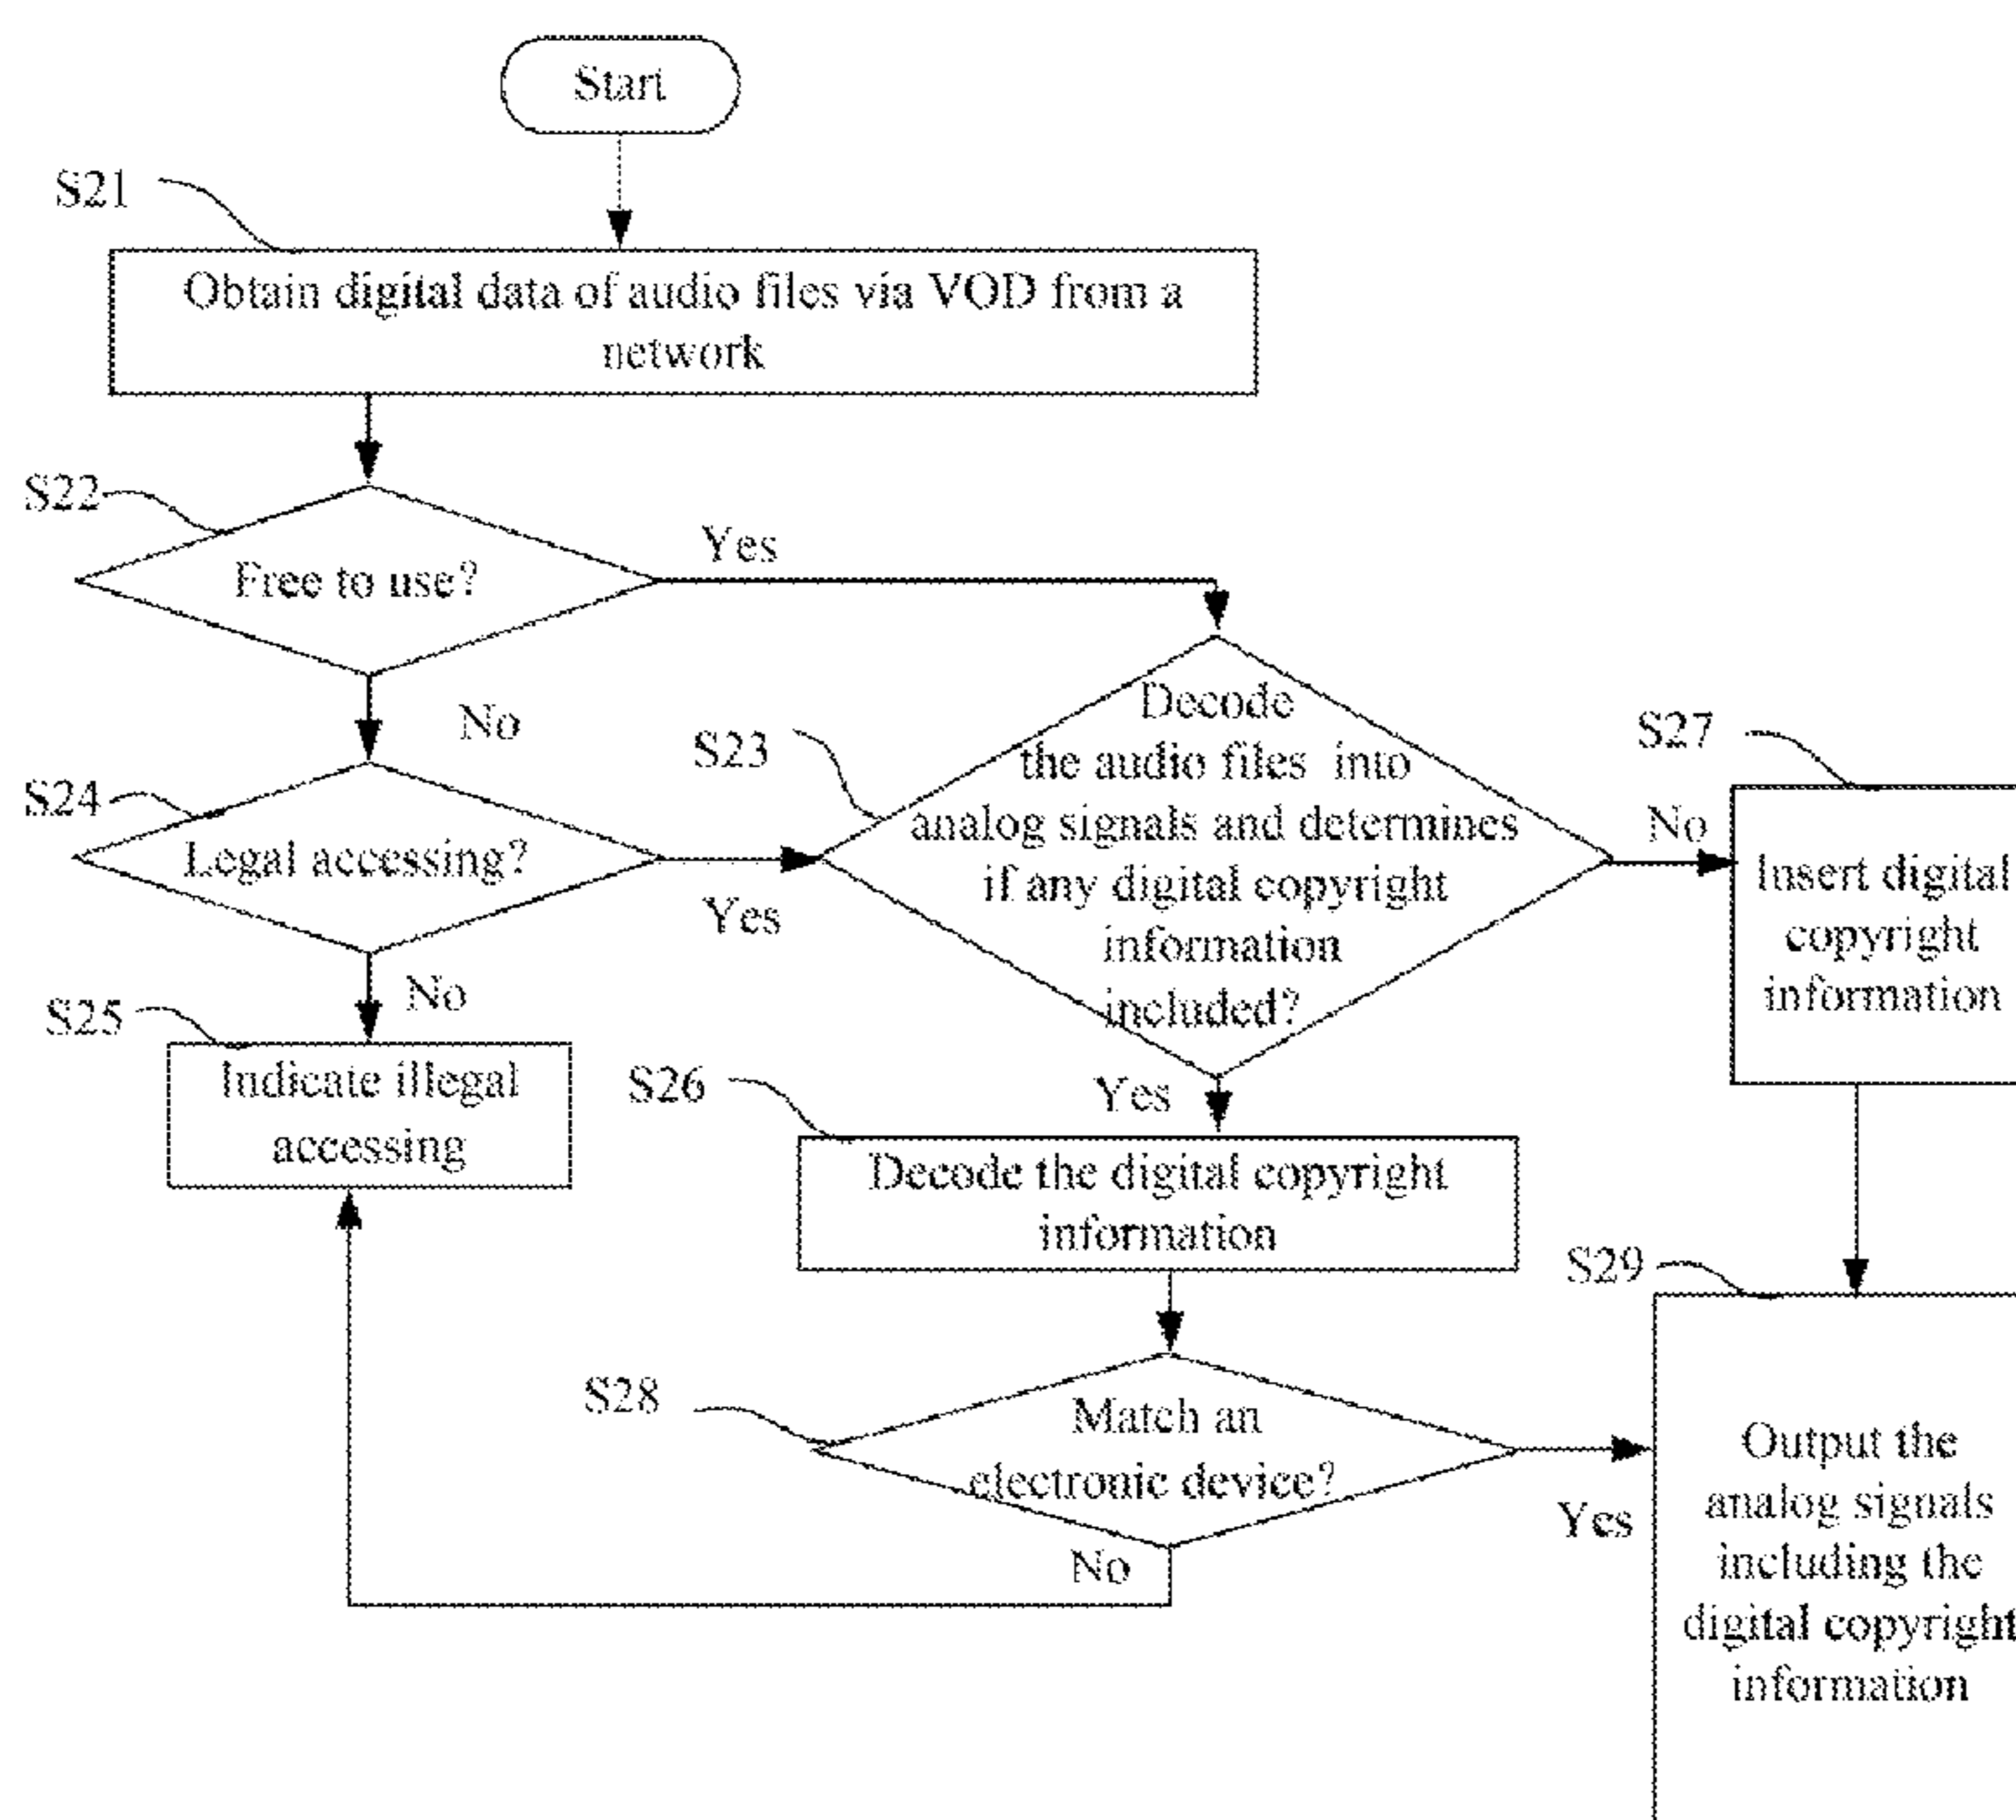 Start
S21
Obtain digital data of audio files via VOD from a
network
S22
Free to use?
Yes
No
S24
Legal accessing?
Yes
No
S23
Decode
the audio files into
analog signals and determines
if any digital copyright
information
included?
No
Yes
S27
Insert digital
copyright
information
S25
Indicate illegal
accessing
S26
Decode the digital copyright
information
S28
Match an
electronic device?
Yes
No
S29
Output the
analog signals
including the
digital copyright
information